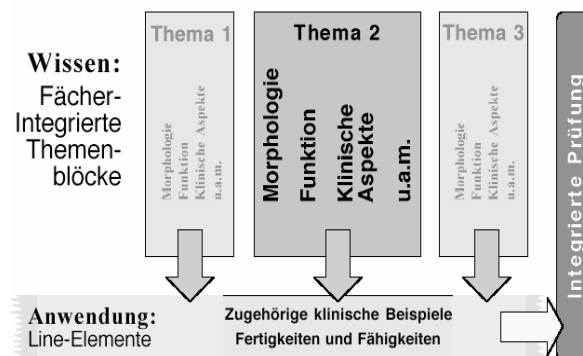 Wissen:
Fächer-
Integrierte
Themen-
blöcke
Thema 1
Morphologie
Funktion
Klinische Aspekte
u.a.m.
Thema 2
Morphologie
Funktion
Klinische
Aspekte
u.a.m.
Thema 3
Morphologie
Funktion
Klinische Aspekte
u.a.m.
Integrierte Prüfung
Anwendung:
Line-Elemente
Zugehörige klinische Beispiele
Fertigkeiten und Fähigkeiten